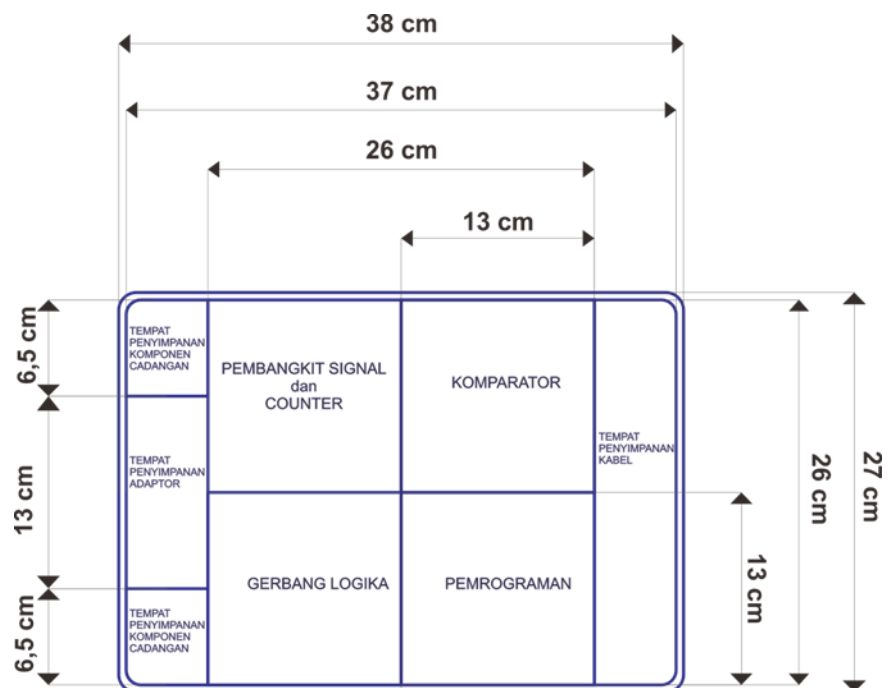 38 cm
37 cm
26 cm
13 cm
6,5 cm
13 cm
6,5 cm
TEMPAT
PENYIMPANAN
KOMPONEN
CADANGAN
TEMPAT
PENYIMPANAN
ADAPTOR
TEMPAT
PENYIMPANAN
KOMPONEN
CADANGAN
PEMBANGKIT SIGNAL
dan
COUNTER
KOMPARATOR
GERBANG LOGIKA
PEMROGRAMAN
TEMPAT
PENYIMPANAN
KABEL
13 cm
26 cm
27 cm